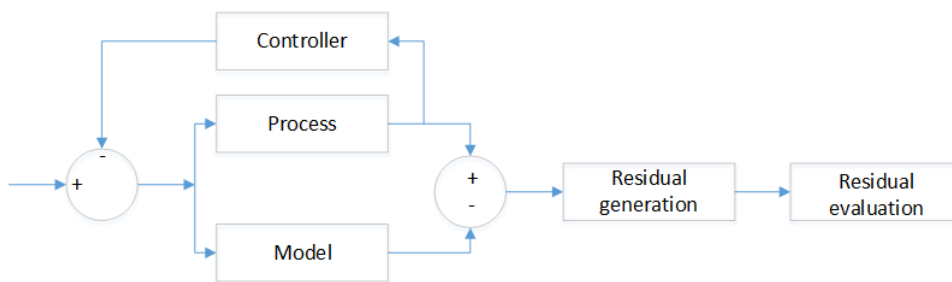 Controller
Process
-
+
+
-
Residual
generation
Residual
evaluation
Model